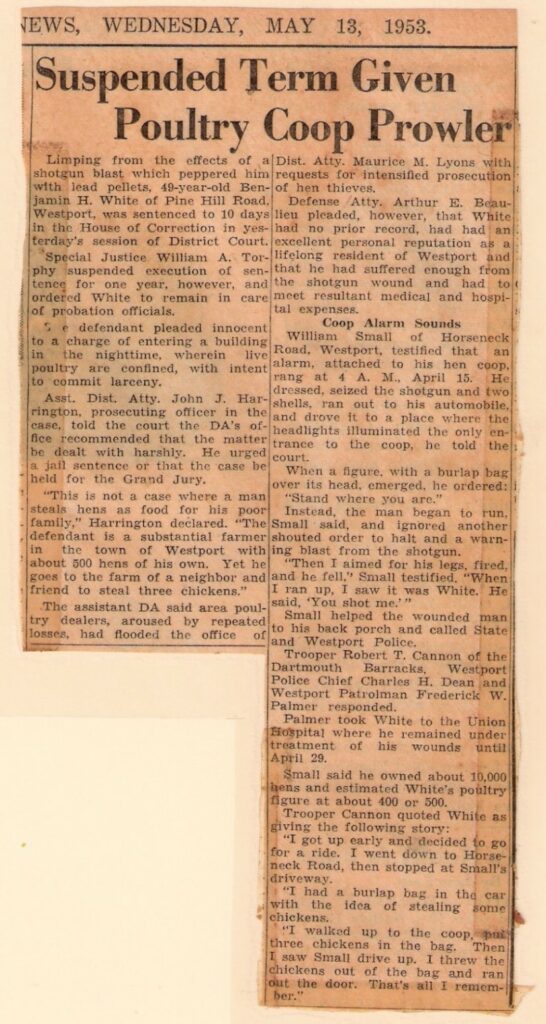 NEWS, WEDNESDAY, MAY 13, 1953.
Suspended Term Given
Poultry Coop Prowler
Limping from the effects of a
shotgun blast which peppered him
with lead pellets, 49-year-old Ben-
jamin H. White of Pine Hill Road,
Westport, was sentenced to 10 days
in the House of Correction in yes-
terday's session of District Court.
Special Justice William A. Tor-
phy suspended execution of sen-
tence for one year, however, and
ordered White to remain in care
of probation officials.
e defendant pleaded innocent
to a charge of entering a building
in the nighttime, wherein live
poultry are confined, with intent
to commit larceny.
Asst. Dist. Atty. John J. Har-
rington, prosecuting officer in the
case, told the court the DA's of-
fice recommended that the matter
be dealt with harshly. He urged
a jail sentence or that the case be
held for the Grand Jury.
"This is not a case where a man
steals hens as food for his poor
family," Harrington declared. "The
defendant is a substantial farmer
in the town of Westport with
about 500 hens of his own. Yet he
goes to the farm of a neighbor and
friend to steal three chickens."
The assistant DA said area poul-
try dealers, aroused by repeated
losses, had flooded the office of
Dist. Atty. Maurice M. Lyons with
requests for intensified prosecution
of hen thieves.
Defense Atty. Arthur E. Beau-
lieu pleaded, however, that White
had no prior record, had had an
excellent personal reputation as a
lifelong resident of Westport and
that he had suffered enough from
the shotgun wound and had to
meet resultant medical and hospi-
tal expenses.
Coop Alarm Sounds
William Small of Horseneck
Road, Westport, testified that an
alarm, attached to his hen coop,
rang at 4 A. M., April 15. He
dressed, seized the shotgun and two
shells, ran out to his automobile,
and drove it to a place where the
headlights illuminated the only en-
trance to the coop, he told the
court.
When a figure, with a burlap bag
over its head, emerged, he ordered:
"Stand where you are."
Instead, the man began to run,
Small said, and ignored another
shouted order to halt and a warn-
ing blast from the shotgun.
"Then I aimed for his legs, fired,
and he fell," Small testified, "When
I ran up, I saw it was White. He
said, 'You shot me.' "
Small helped the wounded man
to his back porch and called State
and Westport Police.
Trooper Robert T. Cannon of the
Dartmouth Barracks, Westport
Police Chief Charles H. Dean and
Westport Patrolman Frederick W.
Palmer responded.
Palmer took White to the Union
Hospital where he remained under
treatment of his wounds until
April 29.
Small said he owned about 10,000
hens and estimated White's poultry
figure at about 400 or 500.
Trooper Cannon quoted White as
giving the following story:
"I got up early and decided to go
for a ride. I went down to Horse-
neck Road, then stopped at Small's
driveway.
"I had a burlap bag in the car
with the idea of stealing some
chickens.
"I walked up to the coop, put
three chickens in the bag. Then
I saw Small drive up. I threw the
chickens out of the bag and ran
out the door. That's all I remem-
ber."